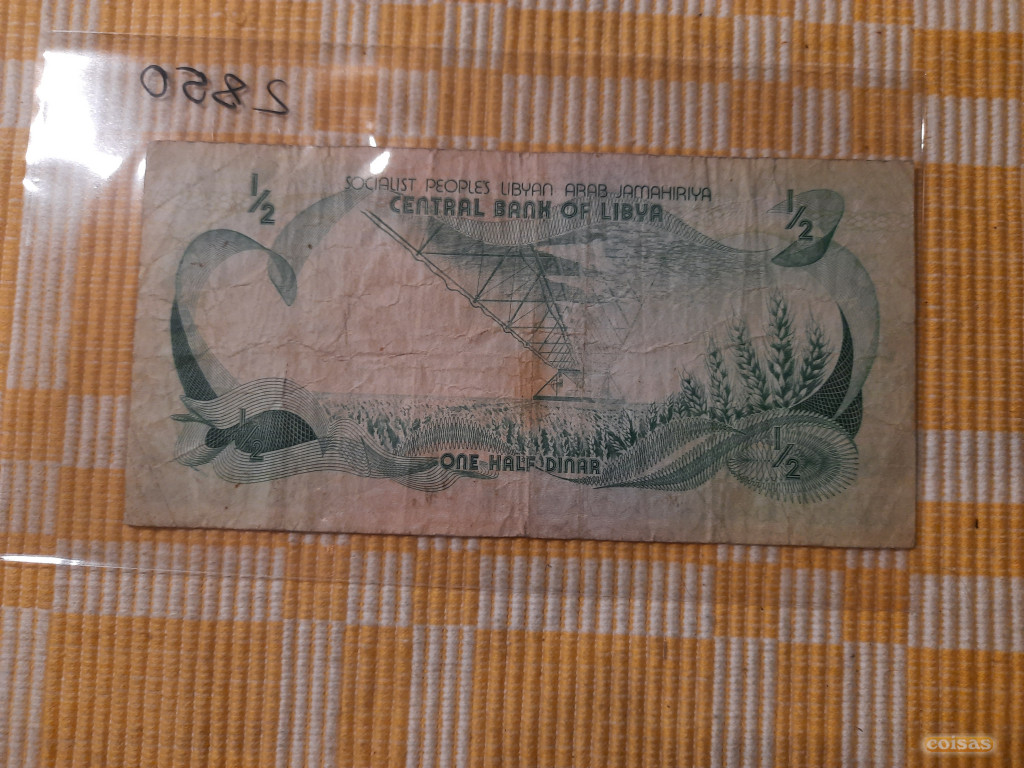 2850
½ SOCIALIST PEOPLE'S LIBYAN ARAB JAMAHIRIYA ½
CENTRAL BANK OF LIBYA
½ ½
ONE HALF DINAR
coisas